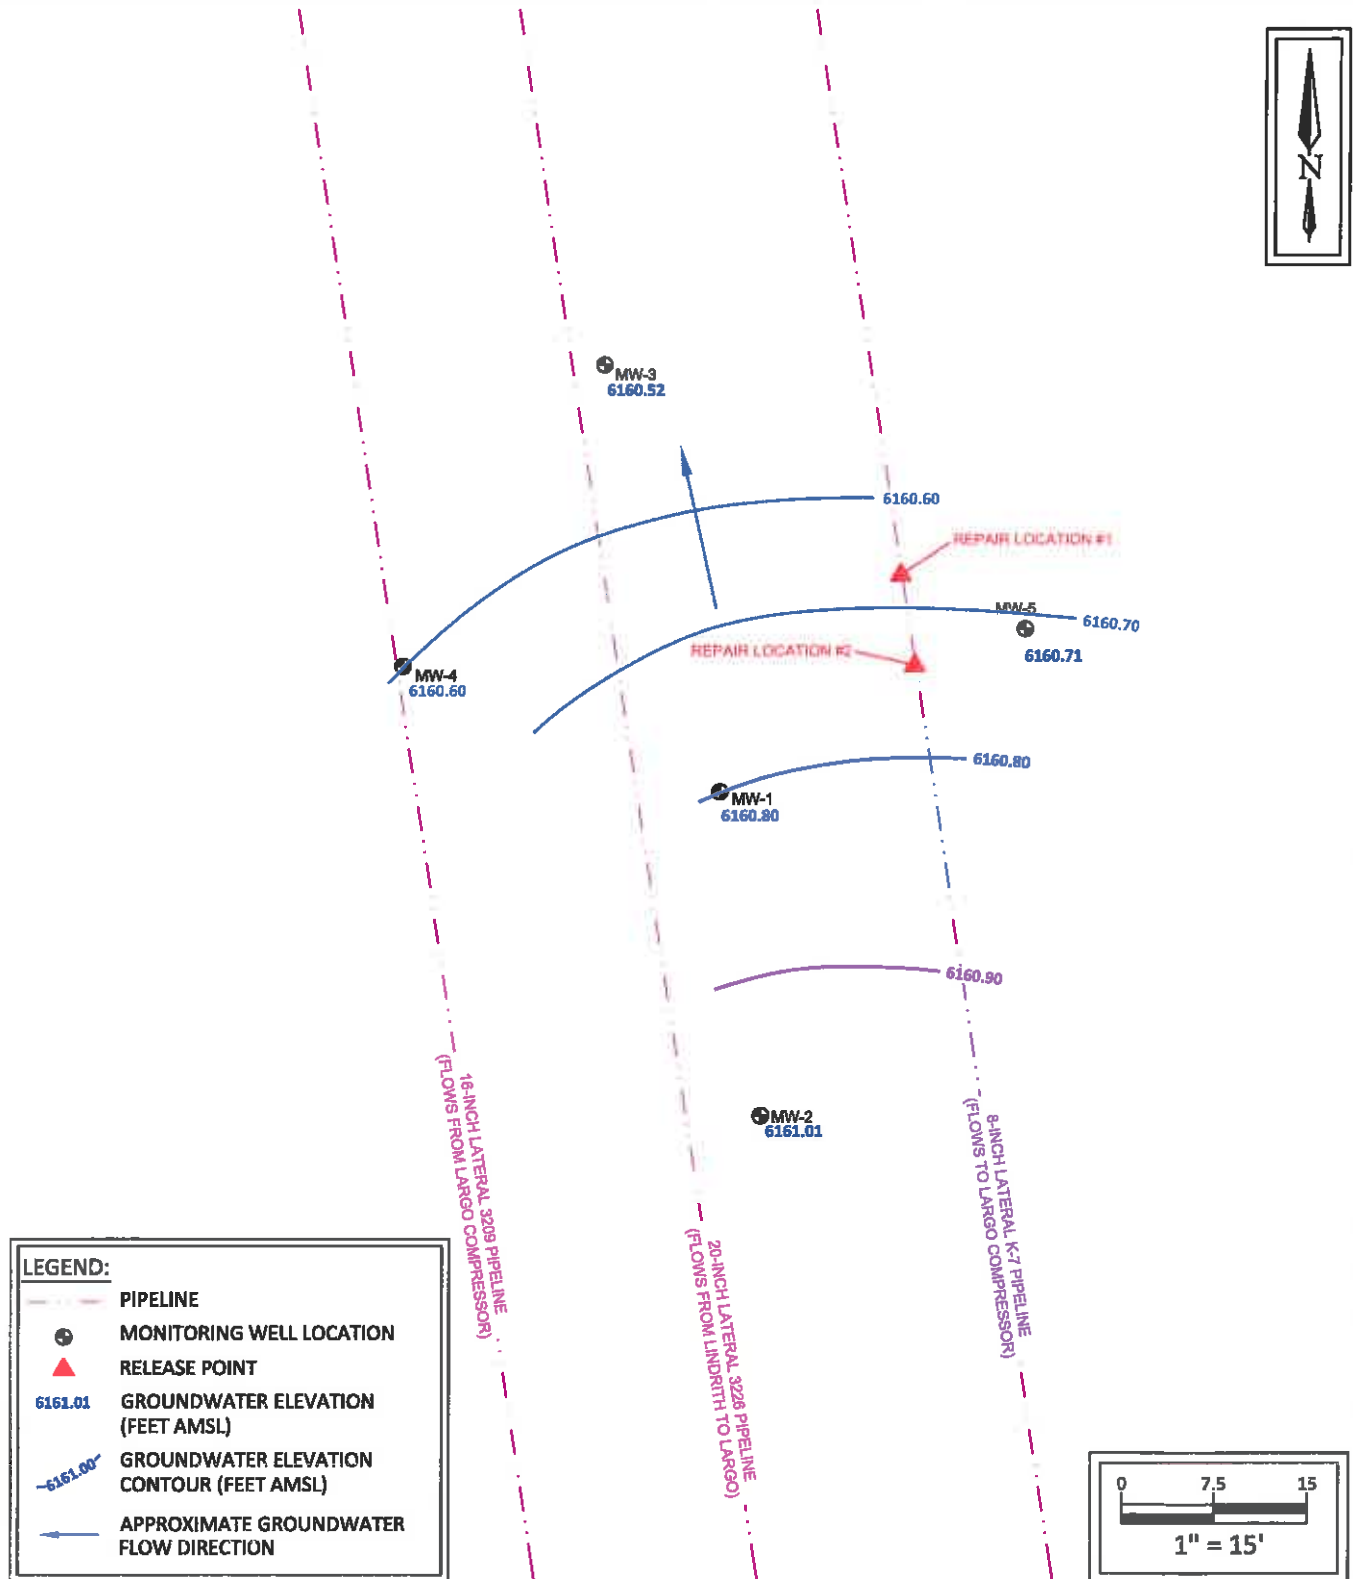 N
MW-3
6160.52
6160.60
REPAIR LOCATION #1
MW-5
6160.70
6160.71
REPAIR LOCATION #2
MW-4
6160.60
6160.80
MW-1
6160.80
6160.90
MW-2
6161.01
16-INCH LATERAL 3209 PIPELINE
(FLOWS FROM LARGO COMPRESSOR)
20-INCH LATERAL 3226 PIPELINE
(FLOWS FROM LINDRITH TO LARGO)
8-INCH LATERAL K-7 PIPELINE
(FLOWS TO LARGO COMPRESSOR)
LEGEND:
PIPELINE
MONITORING WELL LOCATION
RELEASE POINT
6161.01 GROUNDWATER ELEVATION
(FEET AMSL)
6161.00 GROUNDWATER ELEVATION
CONTOUR (FEET AMSL)
APPROXIMATE GROUNDWATER
FLOW DIRECTION
0 7.5 15
1" = 15'